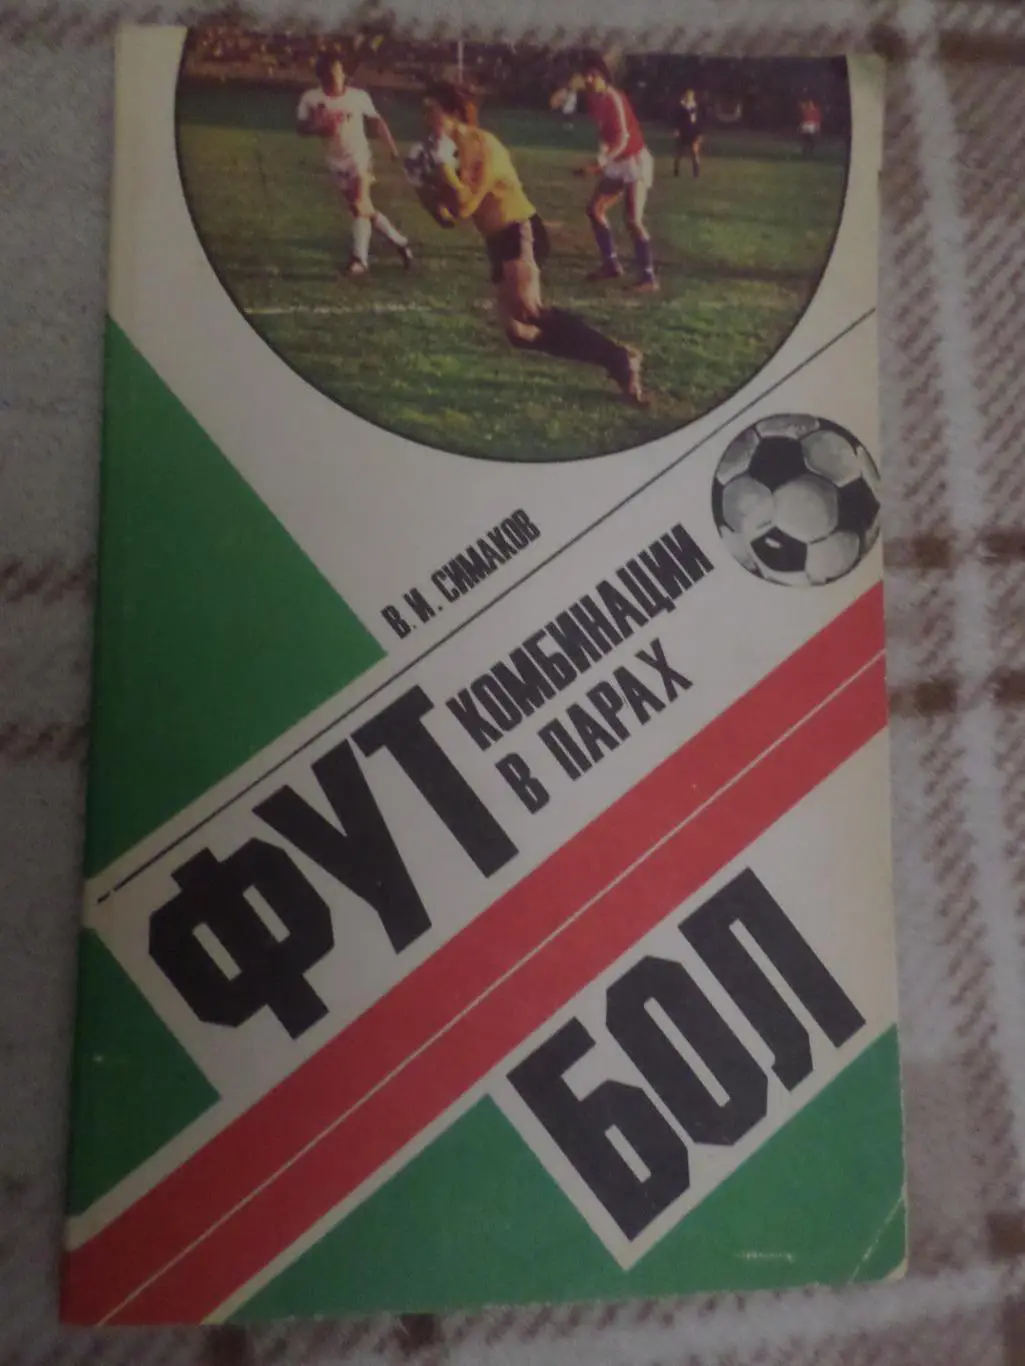 В. И. СИМАКОВ
ФУТ
КОМБИНАЦИИ
В ПАРАХ
БОЛ